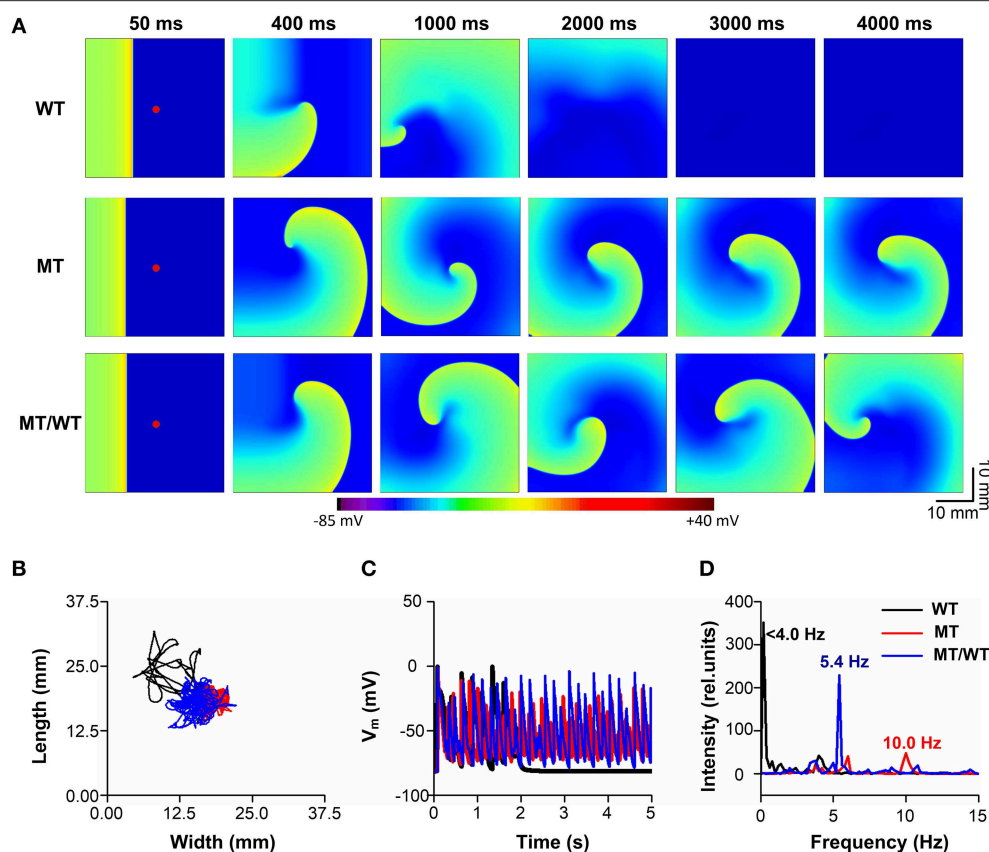 A
50 ms 400 ms 1000 ms 2000 ms 3000 ms 4000 ms
WT
MT
MT/WT
10 mm
10 mm
-85 mV +40 mV
B
37.5
25.0
12.5
0.00
0.00 12.5 25.0 37.5
Length (mm)
Width (mm)
C
50
0
-50
-100
0 1 2 3 4 5
Vm (mV)
Time (s)
D
400
300
200
100
0
0 5 10 15
Intensity (rel.units)
Frequency (Hz)
<4.0 Hz
5.4 Hz
10.0 Hz
WT
MT
MT/WT